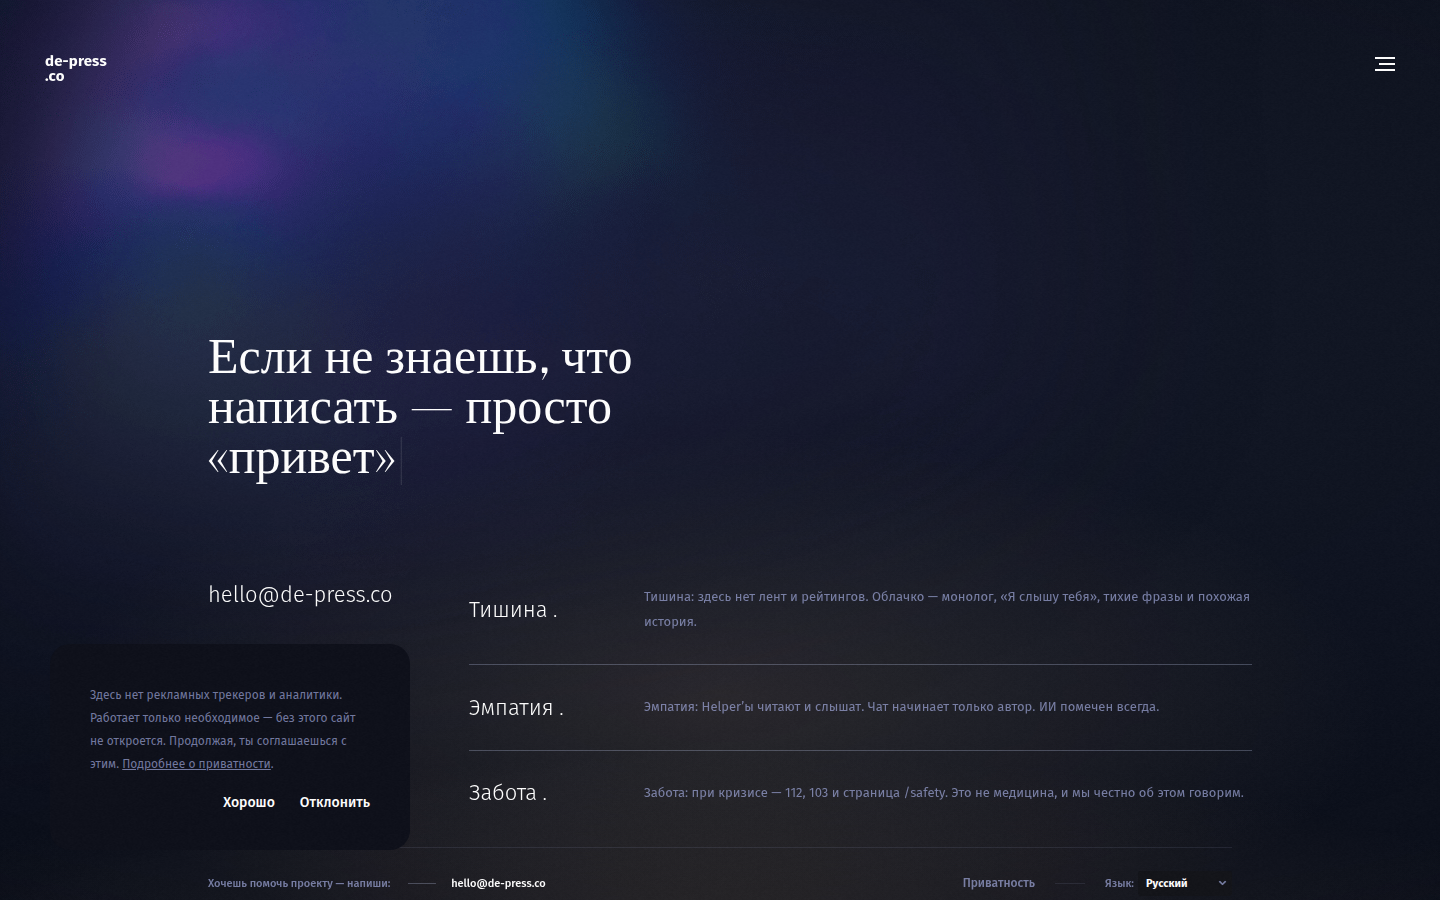 de-press
.co
Если не знаешь, что
написать — просто
«привет»
hello@de-press.co
Тишина .
Тишина: здесь нет лент и рейтингов. Облачко — монолог, «Я слышу тебя», тихие фразы и похожая
история.
Эмпатия .
Эмпатия: Helper'ы читают и слышат. Чат начинает только автор. ИИ помечен всегда.
Забота .
Забота: при кризисе — 112, 103 и страница /safety. Это не медицина, и мы честно об этом говорим.
Здесь нет рекламных трекеров и аналитики.
Работает только необходимое — без этого сайт
не откроется. Продолжая, ты соглашаешься с
этим. Подробнее о приватности.
Хорошо Отклонить
Хочешь помочь проекту — напиши: hello@de-press.co
Приватность Язык: Русский